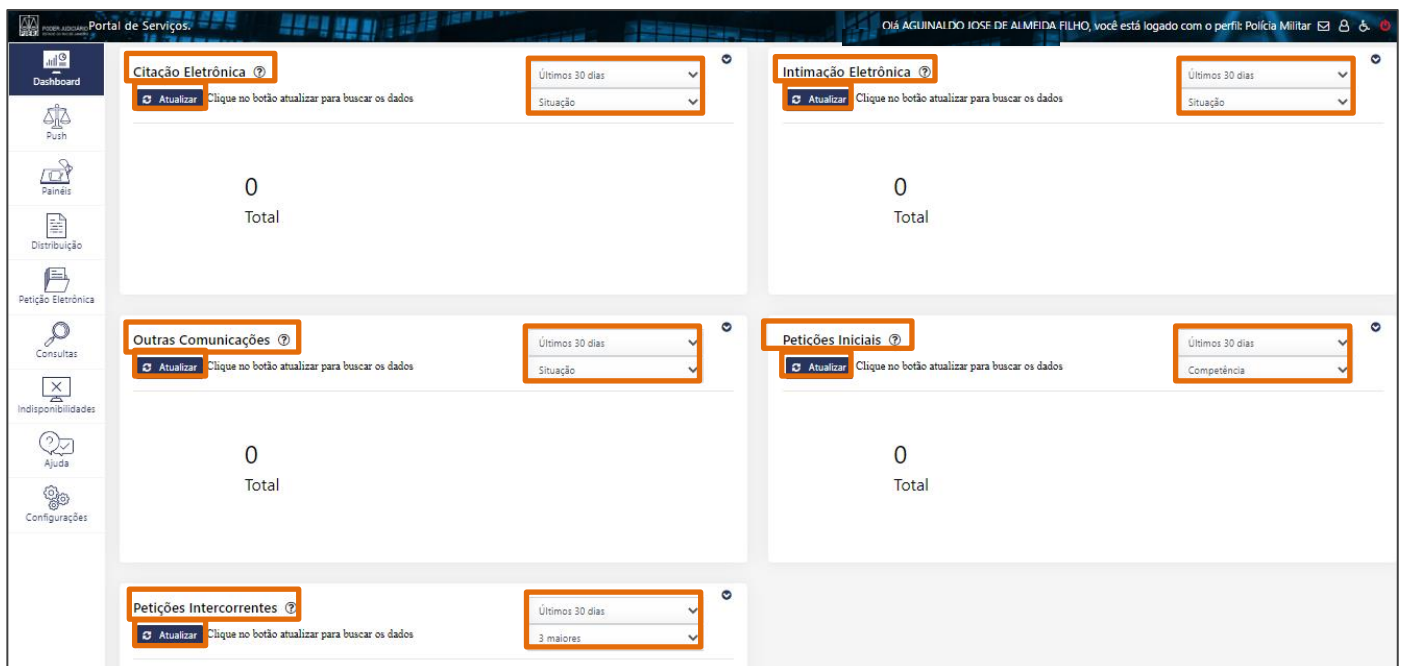 PODER JUDICIÁRIO Portal de Serviços.
Olá AGUINALDO JOSE DE ALMEIDA FILHO, você está logado com o perfil: Polícia Militar
Dashboard
Push
Painéis
Distribuição
Petição Eletrônica
Consultas
Indisponibilidades
Ajuda
Configurações
Citação Eletrônica
Últimos 30 dias
Atualizar Clique no botão atualizar para buscar os dados
Situação
0
Total
Intimação Eletrônica
Últimos 30 dias
Atualizar Clique no botão atualizar para buscar os dados
Situação
0
Total
Outras Comunicações
Últimos 30 dias
Atualizar Clique no botão atualizar para buscar os dados
Situação
0
Total
Petições Iniciais
Últimos 30 dias
Atualizar Clique no botão atualizar para buscar os dados
Competência
0
Total
Petições Intercorrentes
Últimos 30 dias
Atualizar Clique no botão atualizar para buscar os dados
3 maiores